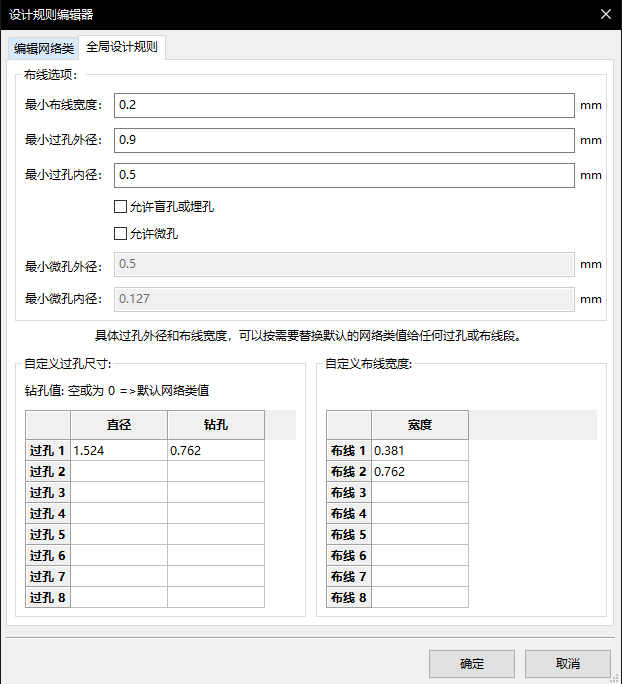 设计规则编辑器
编辑网络类 全局设计规则
布线选项:
最小布线宽度: 0.2 mm
最小过孔外径: 0.9 mm
最小过孔内径: 0.5 mm
允许盲孔或埋孔
允许微孔
最小微孔外径: 0.5 mm
最小微孔内径: 0.127 mm
具体过孔外径和布线宽度，可以按需要替换默认的网络类值给任何过孔或布线段。
自定义过孔尺寸:
钻孔值: 空或为 0 =>默认网络类值
直径 钻孔
过孔 1 1.524 0.762
过孔 2
过孔 3
过孔 4
过孔 5
过孔 6
过孔 7
过孔 8
自定义布线宽度:
宽度
布线 1 0.381
布线 2 0.762
布线 3
布线 4
布线 5
布线 6
布线 7
布线 8
确定 取消